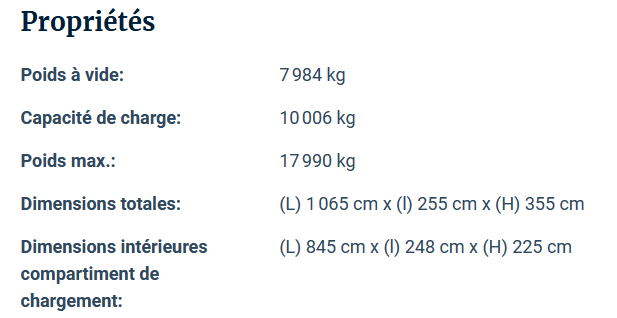 Propriétés
Poids à vide: 7 984 kg
Capacité de charge: 10 006 kg
Poids max.: 17 990 kg
Dimensions totales: (L) 1 065 cm x (l) 255 cm x (H) 355 cm
Dimensions intérieures (L) 845 cm x (l) 248 cm x (H) 225 cm
compartiment de
chargement: